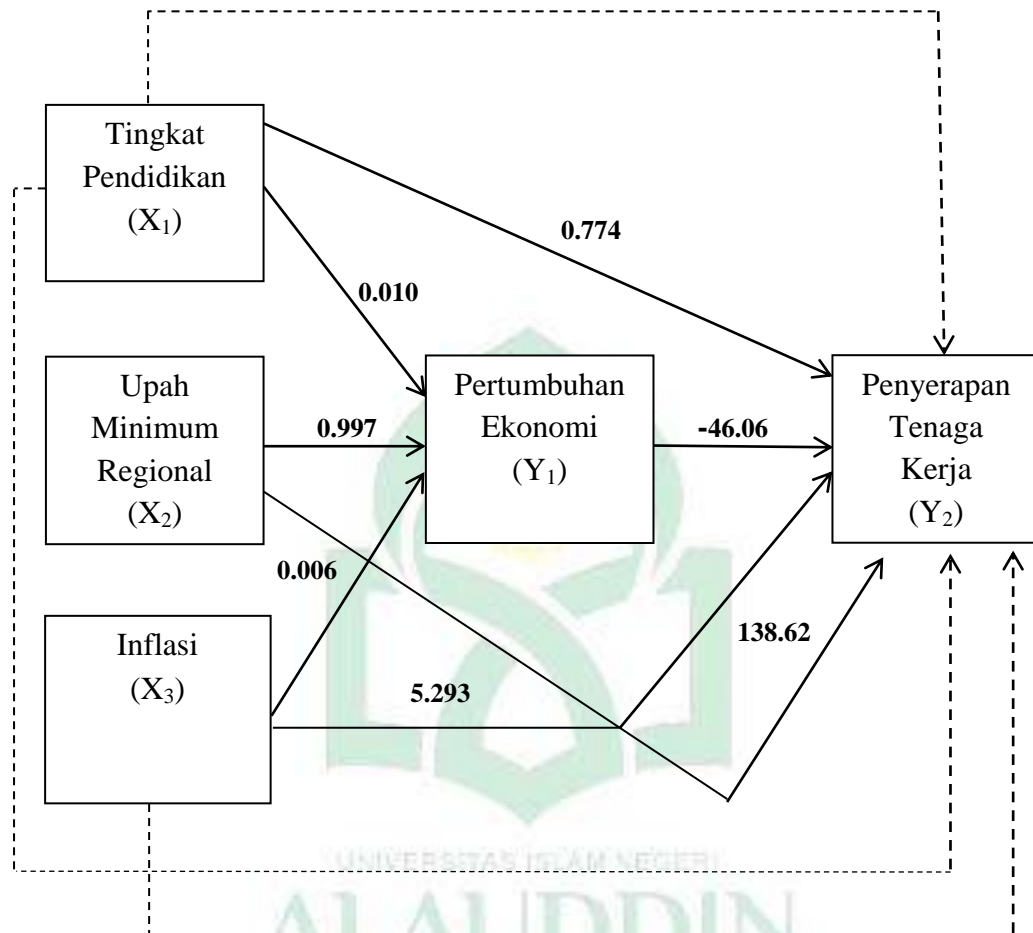 Tingkat
Pendidikan
(X₁)
0.774
0.010
Upah
Minimum
Regional
(X₂)
0.997
Pertumbuhan
Ekonomi
(Y₁)
-46.06
Penyerapan
Tenaga
Kerja
(Y₂)
0.006
Inflasi
(X₃)
138.62
5.293
UNIVERSITAS ISLAM NEGERI
ALAUDDIN